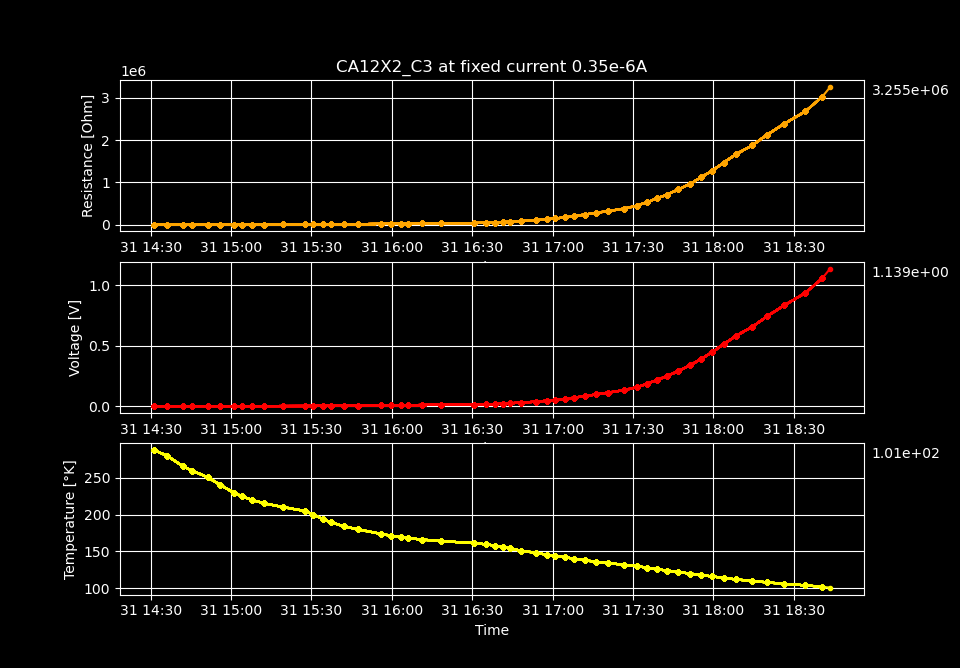 CA12X2_C3 at fixed current 0.35e-6A
1e6
3.255e+06
Resistance [Ohm]
3
2
1
0
31 14:30 31 15:00 31 15:30 31 16:00 31 16:30 31 17:00 31 17:30 31 18:00 31 18:30
1.139e+00
Voltage [V]
1.0
0.5
0.0
31 14:30 31 15:00 31 15:30 31 16:00 31 16:30 31 17:00 31 17:30 31 18:00 31 18:30
1.01e+02
Temperature [°K]
250
200
150
100
31 14:30 31 15:00 31 15:30 31 16:00 31 16:30 31 17:00 31 17:30 31 18:00 31 18:30
Time